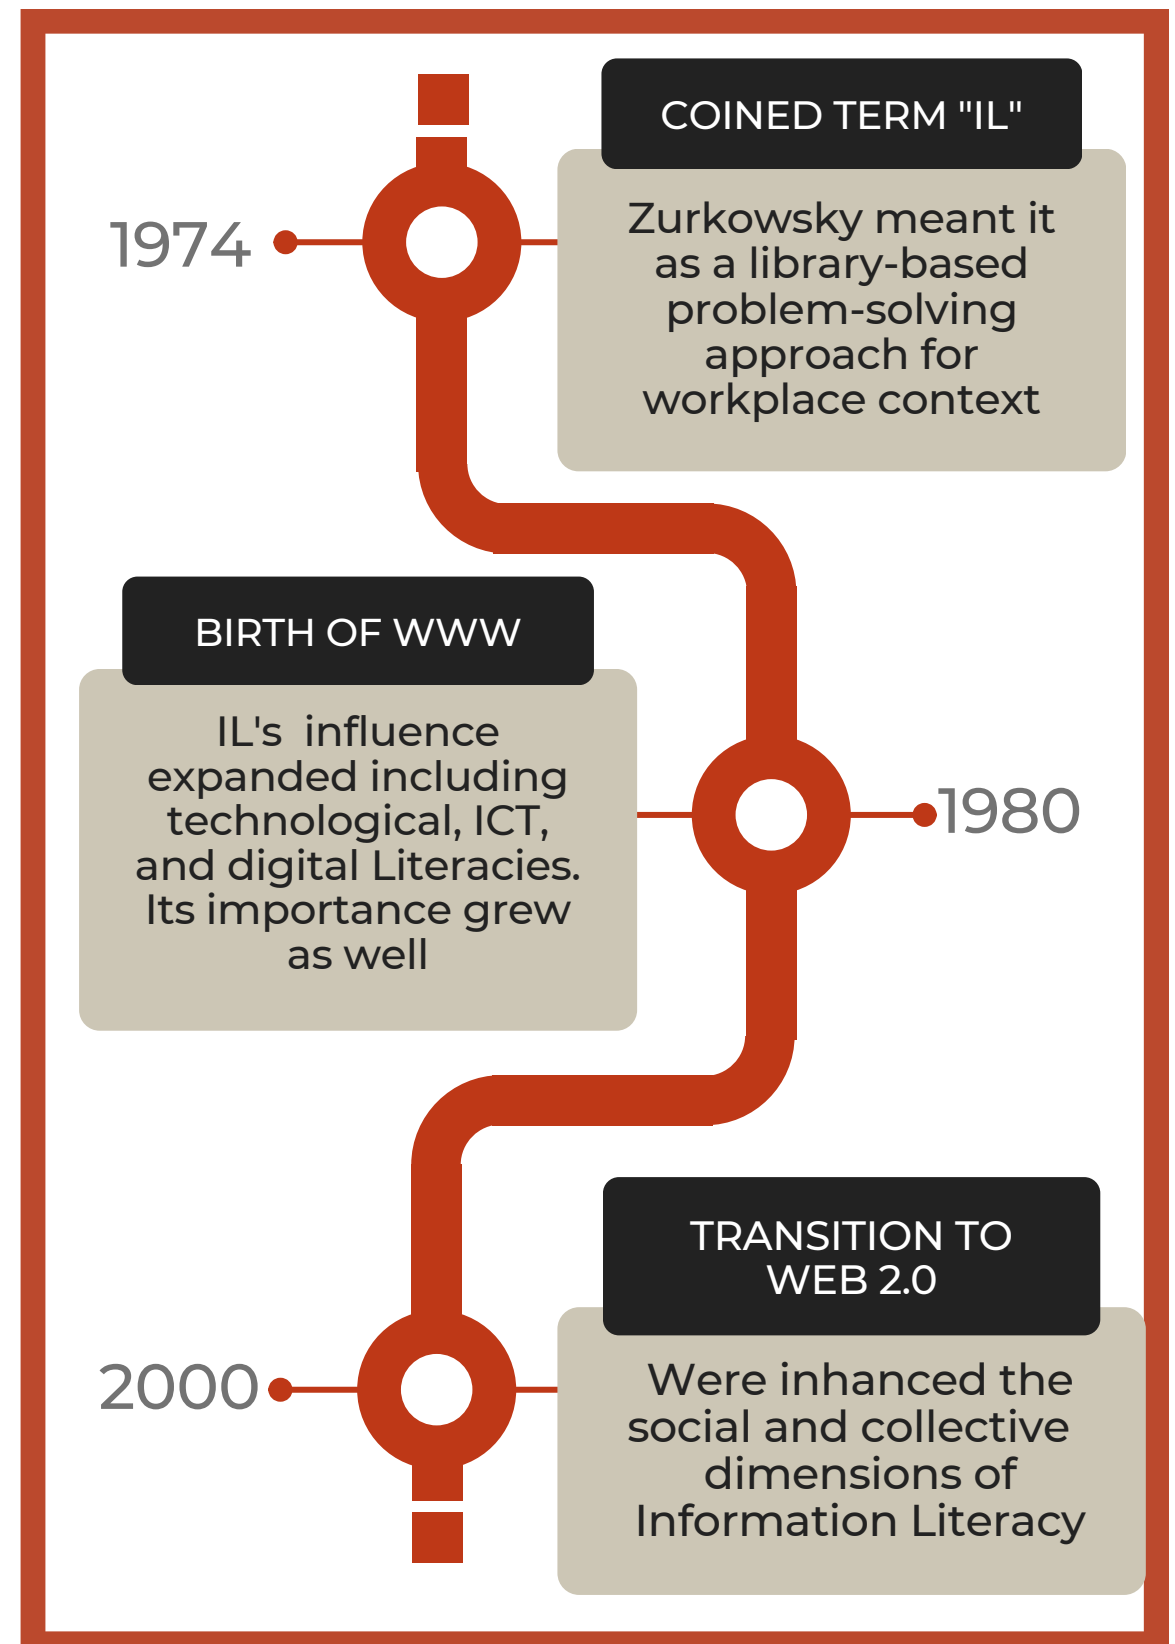 COINED TERM "IL"
1974
Zurkowsky meant it
as a library-based
problem-solving
approach for
workplace context
BIRTH OF WWW
IL's  influence
expanded including
technological, ICT,
and digital Literacies.
Its importance grew
as well
1980
TRANSITION TO
WEB 2.0
2000
Were inhanced the
social and collective
dimensions of
Information Literacy